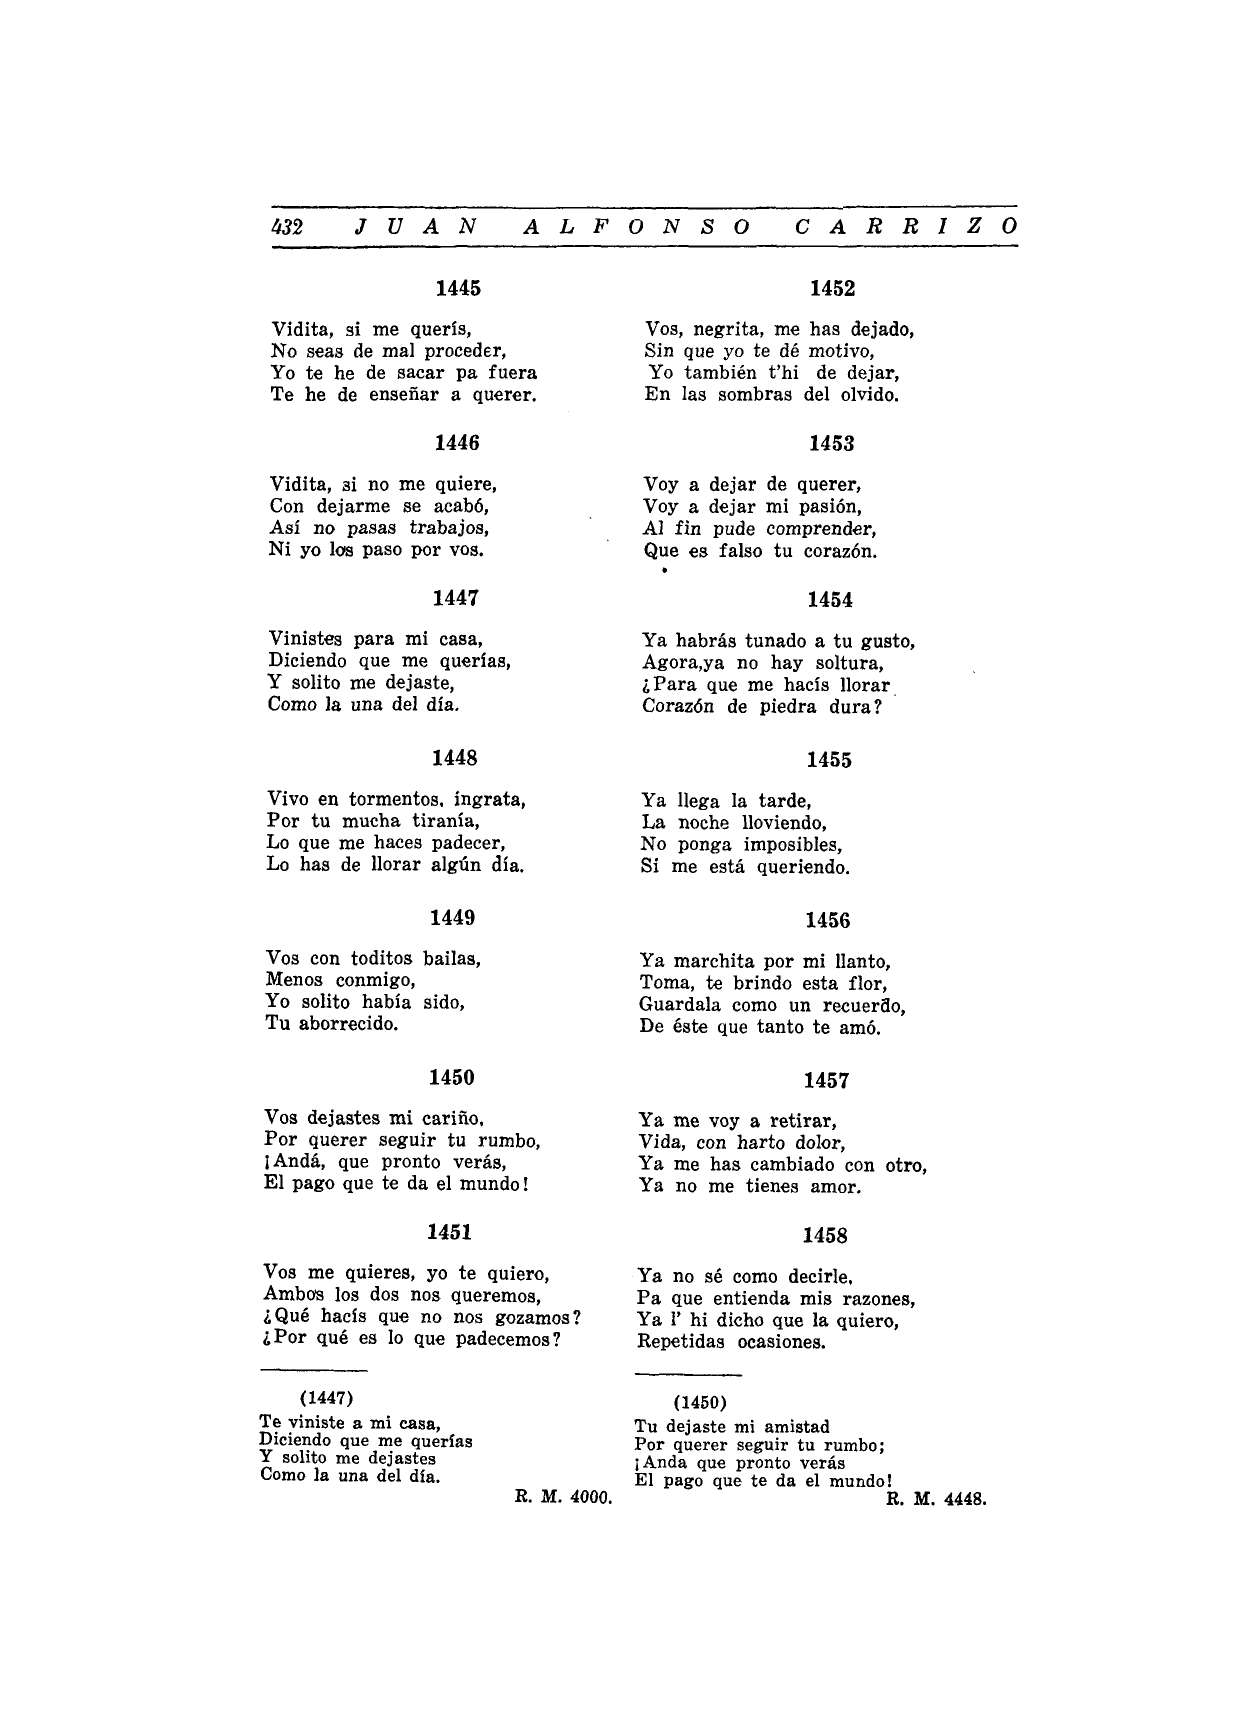 432 JUAN ALFONSO CARRIZO
1445
Vidita, si me querís,
No seas de mal proceder,
Yo te he de sacar pa fuera
Te he de enseñar a querer.
1446
Vidita, si no me quiere,
Con dejarme se acabó,
Así no pasas trabajos,
Ni yo los paso por vos.
1447
Vinistes para mi casa,
Diciendo que me querías,
Y solito me dejaste,
Como la una del día.
1448
Vivo en tormentos, ingrata,
Por tu mucha tiranía,
Lo que me haces padecer,
Lo has de llorar algún día.
1449
Vos con toditos bailas,
Menos conmigo,
Yo solito había sido,
Tu aborrecido.
1450
Vos dejastes mi cariño,
Por querer seguir tu rumbo,
¡Andá, que pronto verás,
El pago que te da el mundo!
1451
Vos me quieres, yo te quiero,
Ambos los dos nos queremos,
¿Qué hacís que no nos gozamos?
¿Por qué es lo que padecemos?
(1447)
Te viniste a mi casa,
Diciendo que me querías
Y solito me dejastes
Como la una del día.
R. M. 4000.
1452
Vos, negrita, me has dejado,
Sin que yo te dé motivo,
Yo también t'hi de dejar,
En las sombras del olvido.
1453
Voy a dejar de querer,
Voy a dejar mi pasión,
Al fin pude comprender,
Que es falso tu corazón.
1454
Ya habrás tunado a tu gusto,
Agora,ya no hay soltura,
¿Para que me hacís llorar
Corazón de piedra dura?
1455
Ya llega la tarde,
La noche lloviendo,
No ponga imposibles,
Si me está queriendo.
1456
Ya marchita por mi llanto,
Toma, te brindo esta flor,
Guardala como un recuerdo,
De éste que tanto te amó.
1457
Ya me voy a retirar,
Vida, con harto dolor,
Ya me has cambiado con otro,
Ya no me tienes amor.
1458
Ya no sé como decirle,
Pa que entienda mis razones,
Ya l' hi dicho que la quiero,
Repetidas ocasiones.
(1450)
Tu dejaste mi amistad
Por querer seguir tu rumbo;
¡Anda que pronto verás
El pago que te da el mundo!
R. M. 4448.